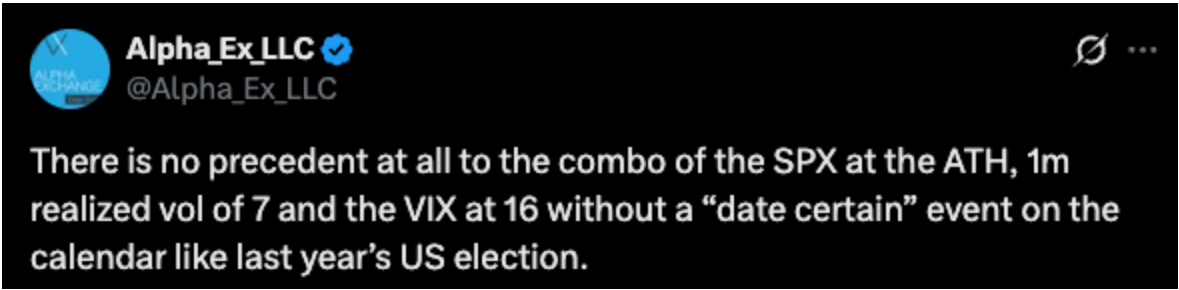 Alpha_Ex_LLC
@Alpha_Ex_LLC
ALPHA
EXCHANGE
There is no precedent at all to the combo of the SPX at the ATH, 1m
realized vol of 7 and the VIX at 16 without a “date certain” event on the
calendar like last year’s US election.